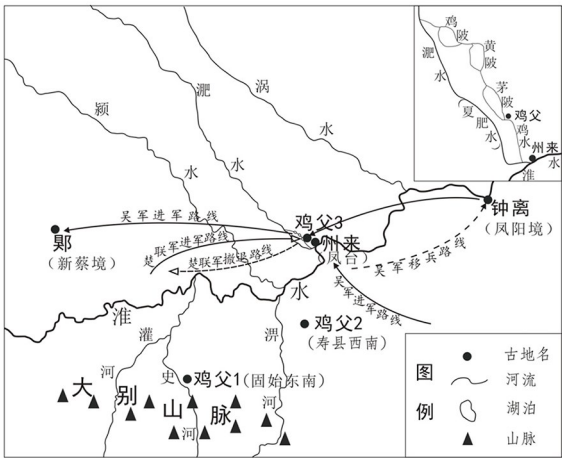 鸡陂
黄陂
茅陂
鸡父
鸡水
州来
淝水
夏肥水
淮水
颍水
淝水
涡水
吴军进军路线
鸡父3
州来
(凤台)
钟离
(凤阳境)
郹
(新蔡境)
楚联军进军路线
楚联军撤退路线
吴军移兵路线
吴军进军路线
淮水
鸡父2
(寿县西南)
灌河
史河
淠河
鸡父1(固始东南)
大别山脉
图例
古地名
河流
湖泊
山脉